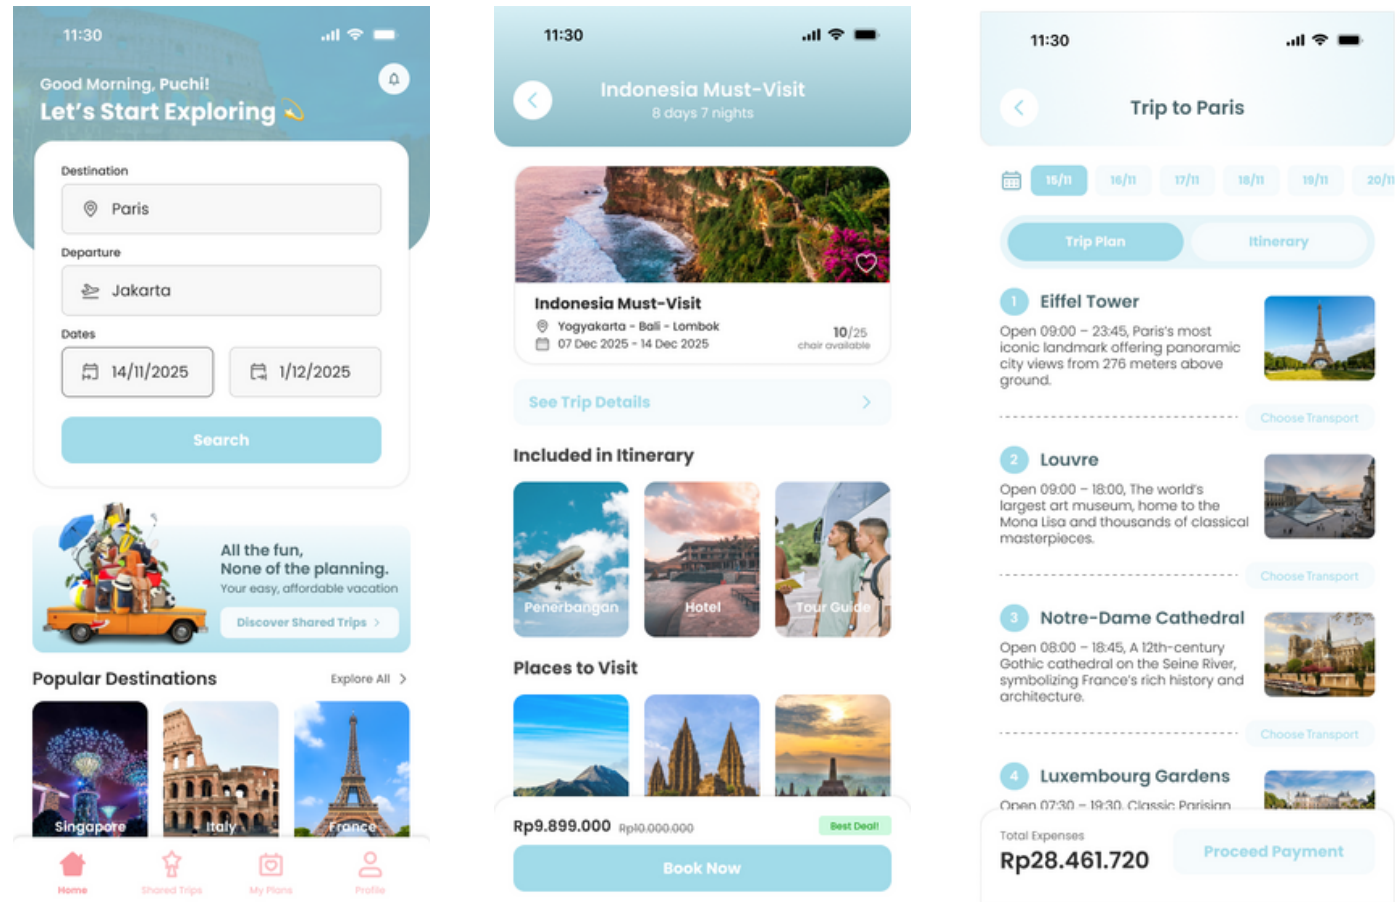 11:30
Good Morning, Puchi!
Let's Start Exploring
Destination
Paris
Departure
Jakarta
Dates
14/11/2025
1/12/2025
Search
All the fun,
None of the planning.
Your easy, affordable vacation
Discover Shared Trips
Popular Destinations
Explore All
Singapore
Italy
France
Home
Shared Trips
My Plans
Profile
11:30
Indonesia Must-Visit
8 days 7 nights
Indonesia Must-Visit
Yogyakarta - Bali - Lombok
07 Dec 2025 - 14 Dec 2025
10/25
chair available
See Trip Details
Included in Itinerary
Penerbangan
Hotel
Tour Guide
Places to Visit
Rp9.899.000
Rp10.000.000
Best Deal!
Book Now
11:30
Trip to Paris
15/11
16/11
17/11
18/11
19/11
20/11
Trip Plan
Itinerary
1
Eiffel Tower
Open 09:00 – 23:45, Paris's most
iconic landmark offering panoramic
city views from 276 meters above
ground.
Choose Transport
2
Louvre
Open 09:00 – 18:00, The world's
largest art museum, home to the
Mona Lisa and thousands of classical
masterpieces.
Choose Transport
3
Notre-Dame Cathedral
Open 08:00 – 18:45, A 12th-century
Gothic cathedral on the Seine River,
symbolizing France's rich history and
architecture.
Choose Transport
4
Luxembourg Gardens
Open 07:30 – 19:30, Classic Parisian
Total Expenses
Rp28.461.720
Proceed Payment